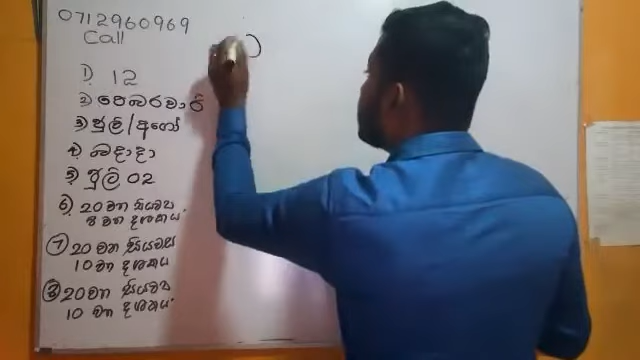 0712960969
Call
1) 12
2) පෙබරවාරි
3) ජුලි/අගෝ
4) බදාදා
5) ජූලි 02
6) 20 වන සියවස
8 වන දශකය.
7) 20 වන සියවස
10 වන දශකය
8) 20 වන සියවස
10 වන දශකය.